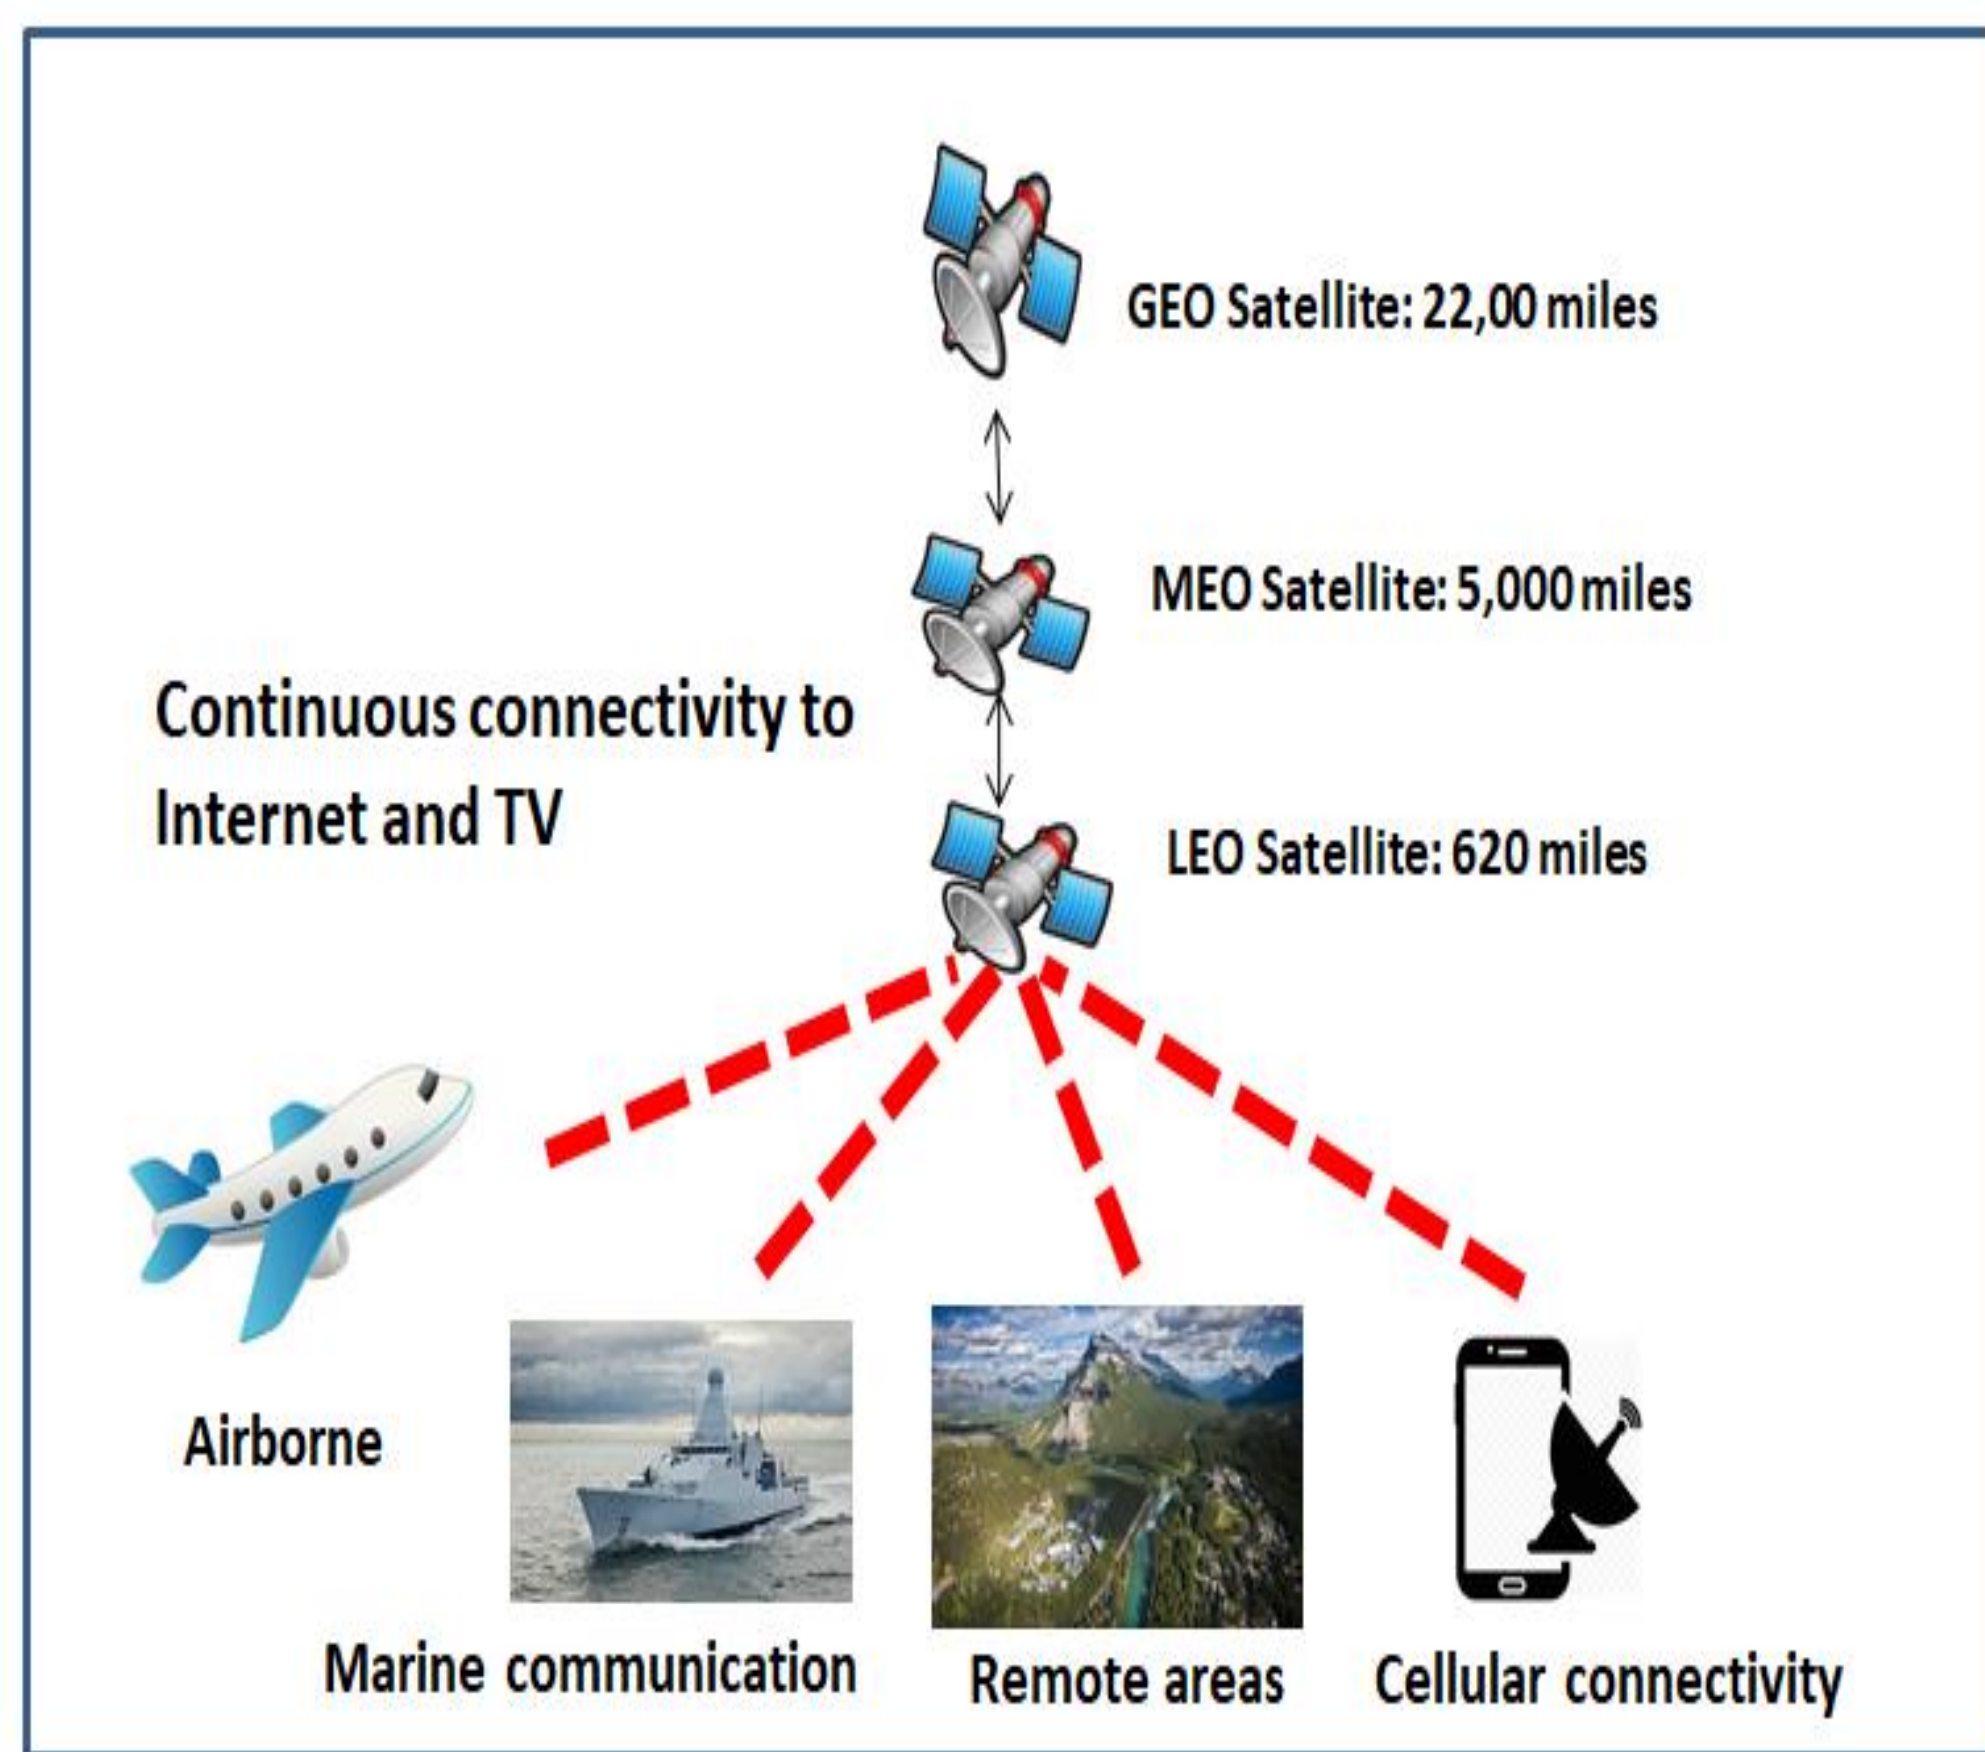 GEO Satellite: 22,00 miles
MEO Satellite: 5,000 miles
Continuous connectivity to
Internet and TV
LEO Satellite: 620 miles
Airborne
Marine communication
Remote areas
Cellular connectivity